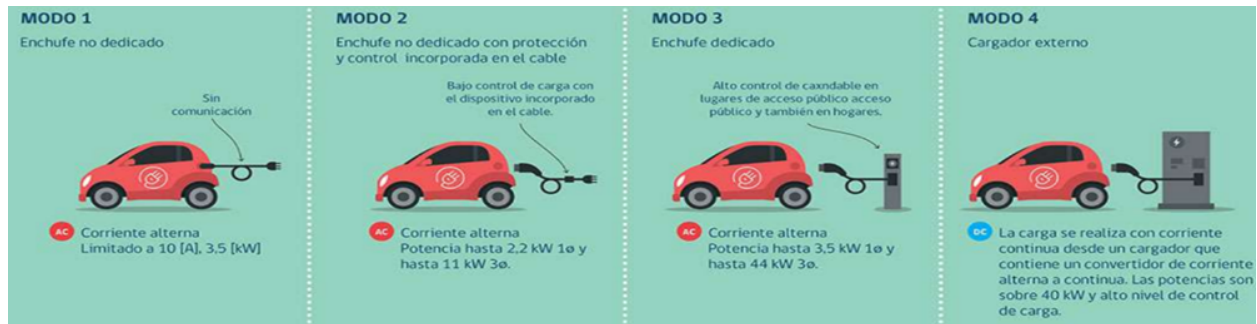 MODO 1
Enchufe no dedicado
Sin
comunicación
AC
Corriente alterna
Limitado a 10 [A], 3,5 [kW]
MODO 2
Enchufe no dedicado con protección
y control incorporada en el cable
Bajo control de carga con
el dispositivo incorporado
en el cable.
AC
Corriente alterna
Potencia hasta 2,2 kW 1ø y
hasta 11 kW 3ø.
MODO 3
Enchufe dedicado
Alto control de caxndable en
lugares de acceso público acceso
público y también en hogares.
AC
Corriente alterna
Potencia hasta 3,5 kW 1ø y
hasta 44 kW 3ø.
MODO 4
Cargador externo
DC
La carga se realiza con corriente
continua desde un cargador que
contiene un convertidor de corriente
alterna a continua. Las potencias son
sobre 40 kW y alto nivel de control
de carga.